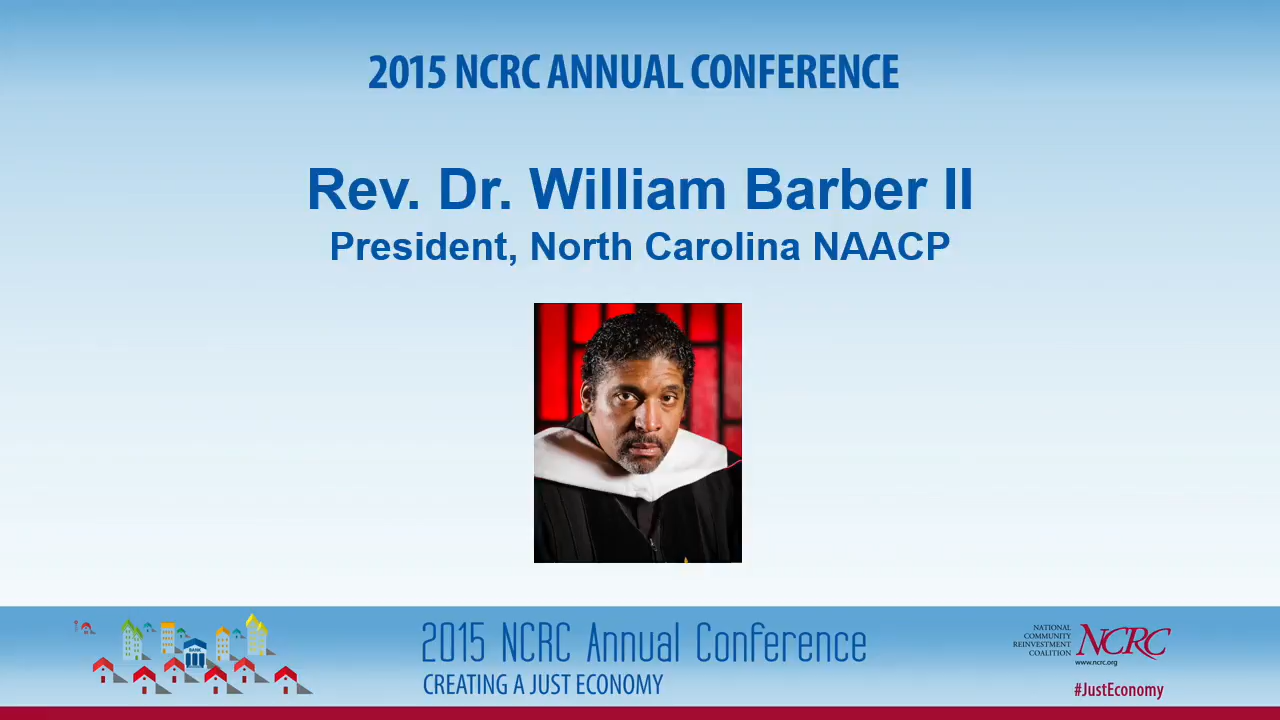 2015 NCRC ANNUAL CONFERENCE
Rev. Dr. William Barber II
President, North Carolina NAACP
BANK
2015 NCRC Annual Conference
CREATING A JUST ECONOMY
NATIONAL
COMMUNITY
REINVESTMENT
COALITION
NCRC
www.ncrc.org
#JustEconomy